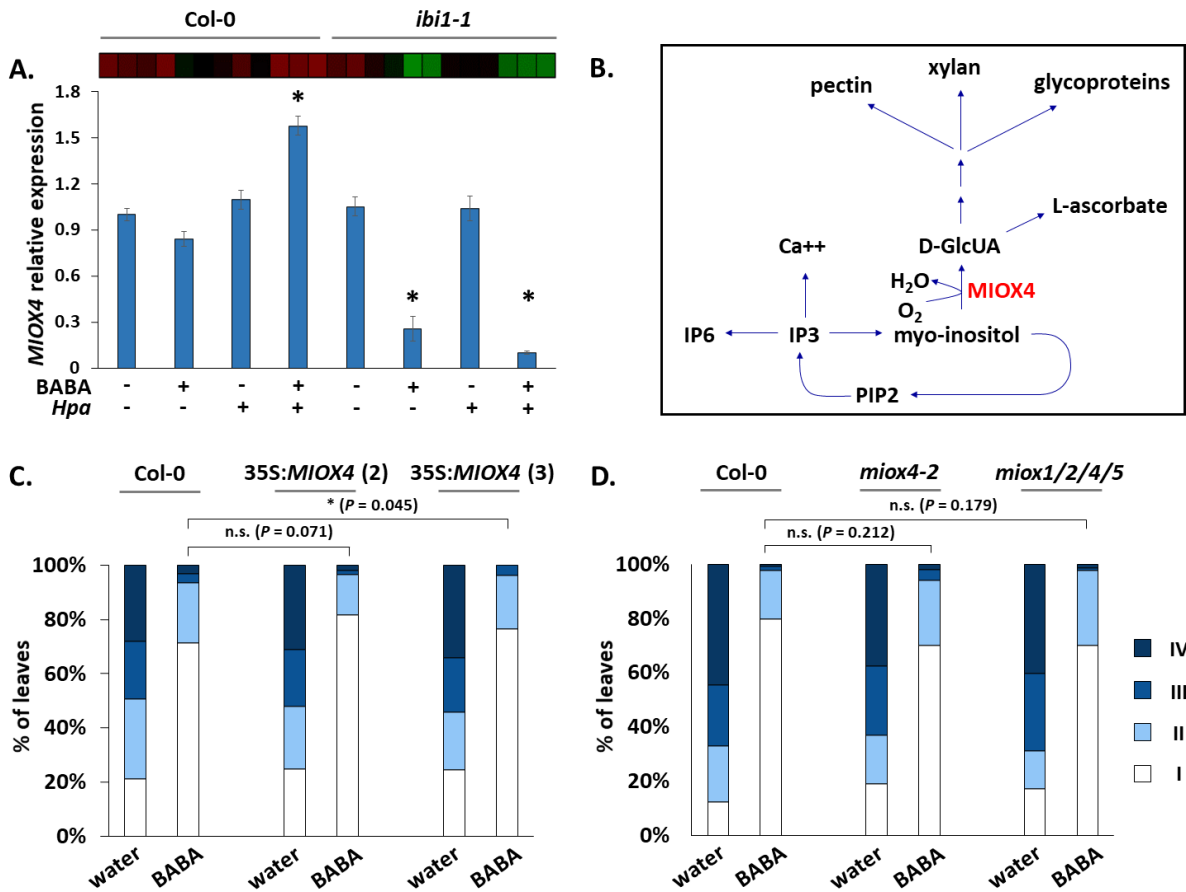 Col-0 ibi1-1
A.
1.8
1.5
1.2
0.9
0.6
0.3
0
MIOX4 relative expression
* * *
BABA - + - + - + - +
Hpa - - + + - - + +
B.
pectin xylan glycoproteins
L-ascorbate
D-GlcUA
Ca++
H2O
MIOX4
O2
IP6 IP3 myo-inositol
PIP2
C.
Col-0 35S:MIOX4 (2) 35S:MIOX4 (3)
* (P = 0.045)
n.s. (P = 0.071)
100%
80%
60%
40%
20%
0%
% of leaves
water BABA water BABA water BABA
D.
Col-0 miox4-2 miox1/2/4/5
n.s. (P = 0.179)
n.s. (P = 0.212)
100%
80%
60%
40%
20%
0%
% of leaves
water BABA water BABA water BABA
IV
III
II
I